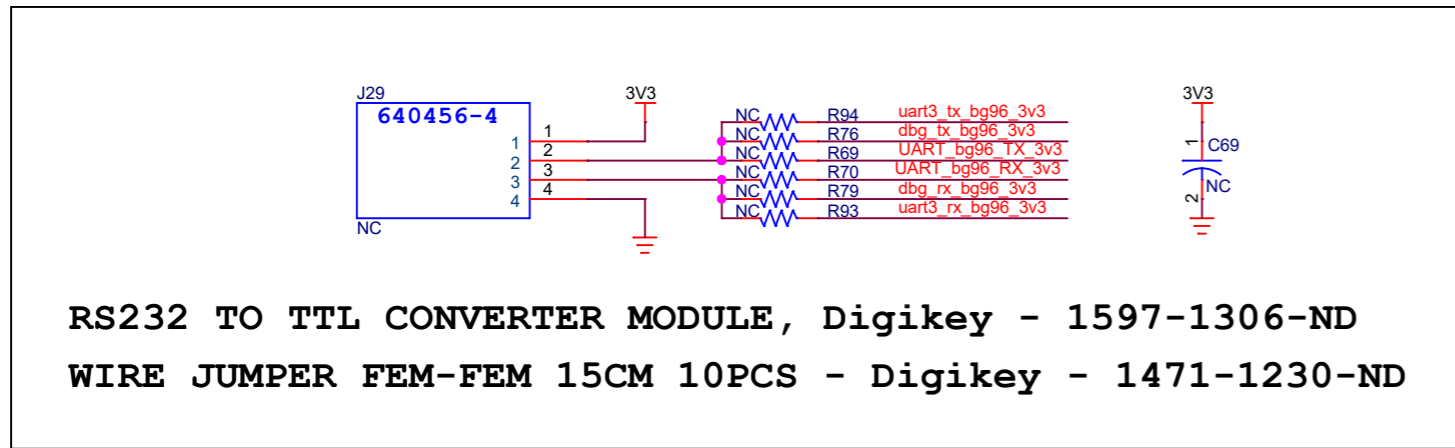 J29
640456-4
1
2
3
4
1
2
3
4
NC
3V3
NC R94 uart3_tx_bg96_3v3
NC R76 dbg_tx_bg96_3v3
NC R69 UART_bg96_TX_3v3
NC R70 UART_bg96_RX_3v3
NC R79 dbg_rx_bg96_3v3
NC R93 uart3_rx_bg96_3v3
3V3
1
C69
NC
2
RS232 TO TTL CONVERTER MODULE, Digikey - 1597-1306-ND
WIRE JUMPER FEM-FEM 15CM 10PCS - Digikey - 1471-1230-ND